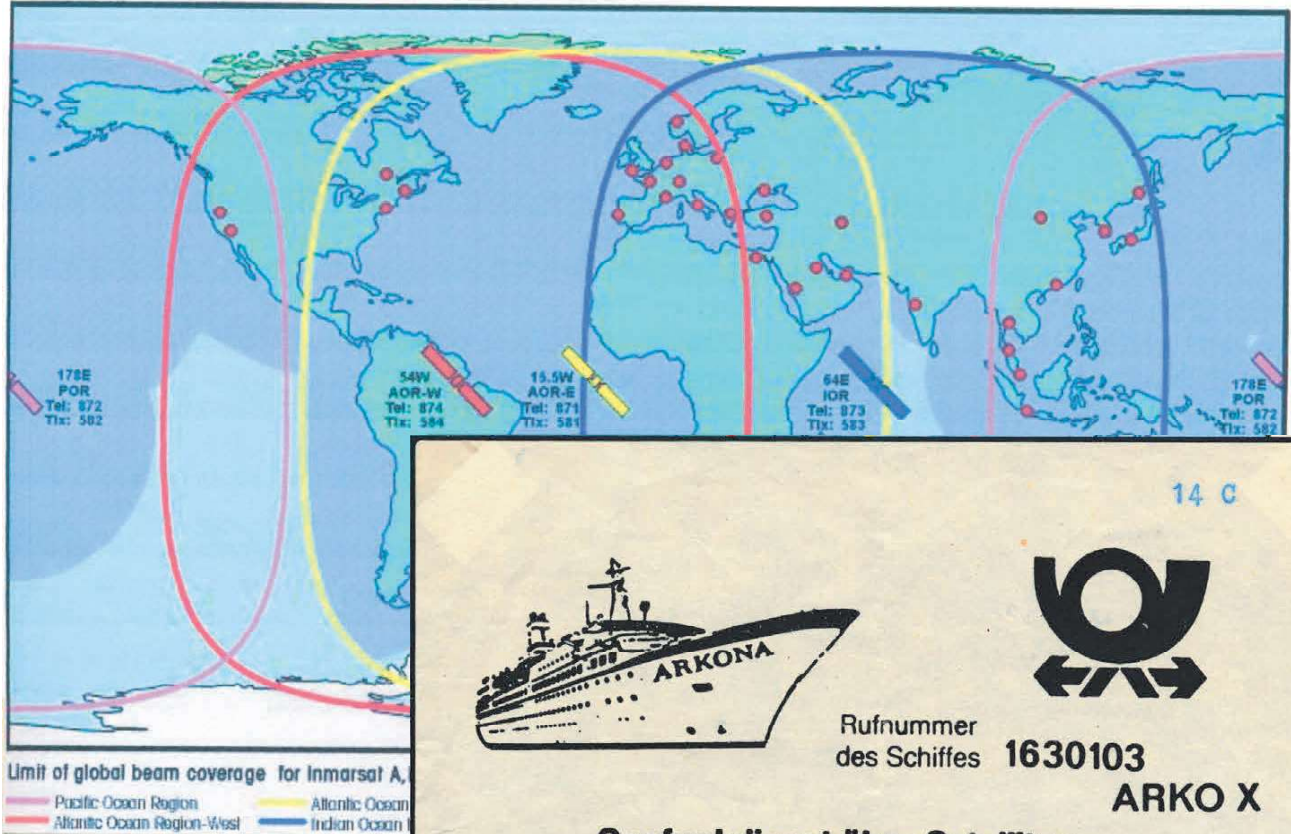 178E
POR
Tel: 872
Tlx: 582
54W
AOR-W
Tel: 874
Tlx: 584
15.5W
AOR-E
Tel: 871
Tlx: 581
64E
IOR
Tel: 873
Tlx: 583
178E
POR
Tel: 872
Tlx: 582
Limit of global beam coverage for Inmarsat A,
Pacific Ocean Region
Atlantic Ocean
Atlantic Ocean Region-West
Indian Ocean
14 C
ARKONA
Rufnummer
des Schiffes 1630103
ARKO X